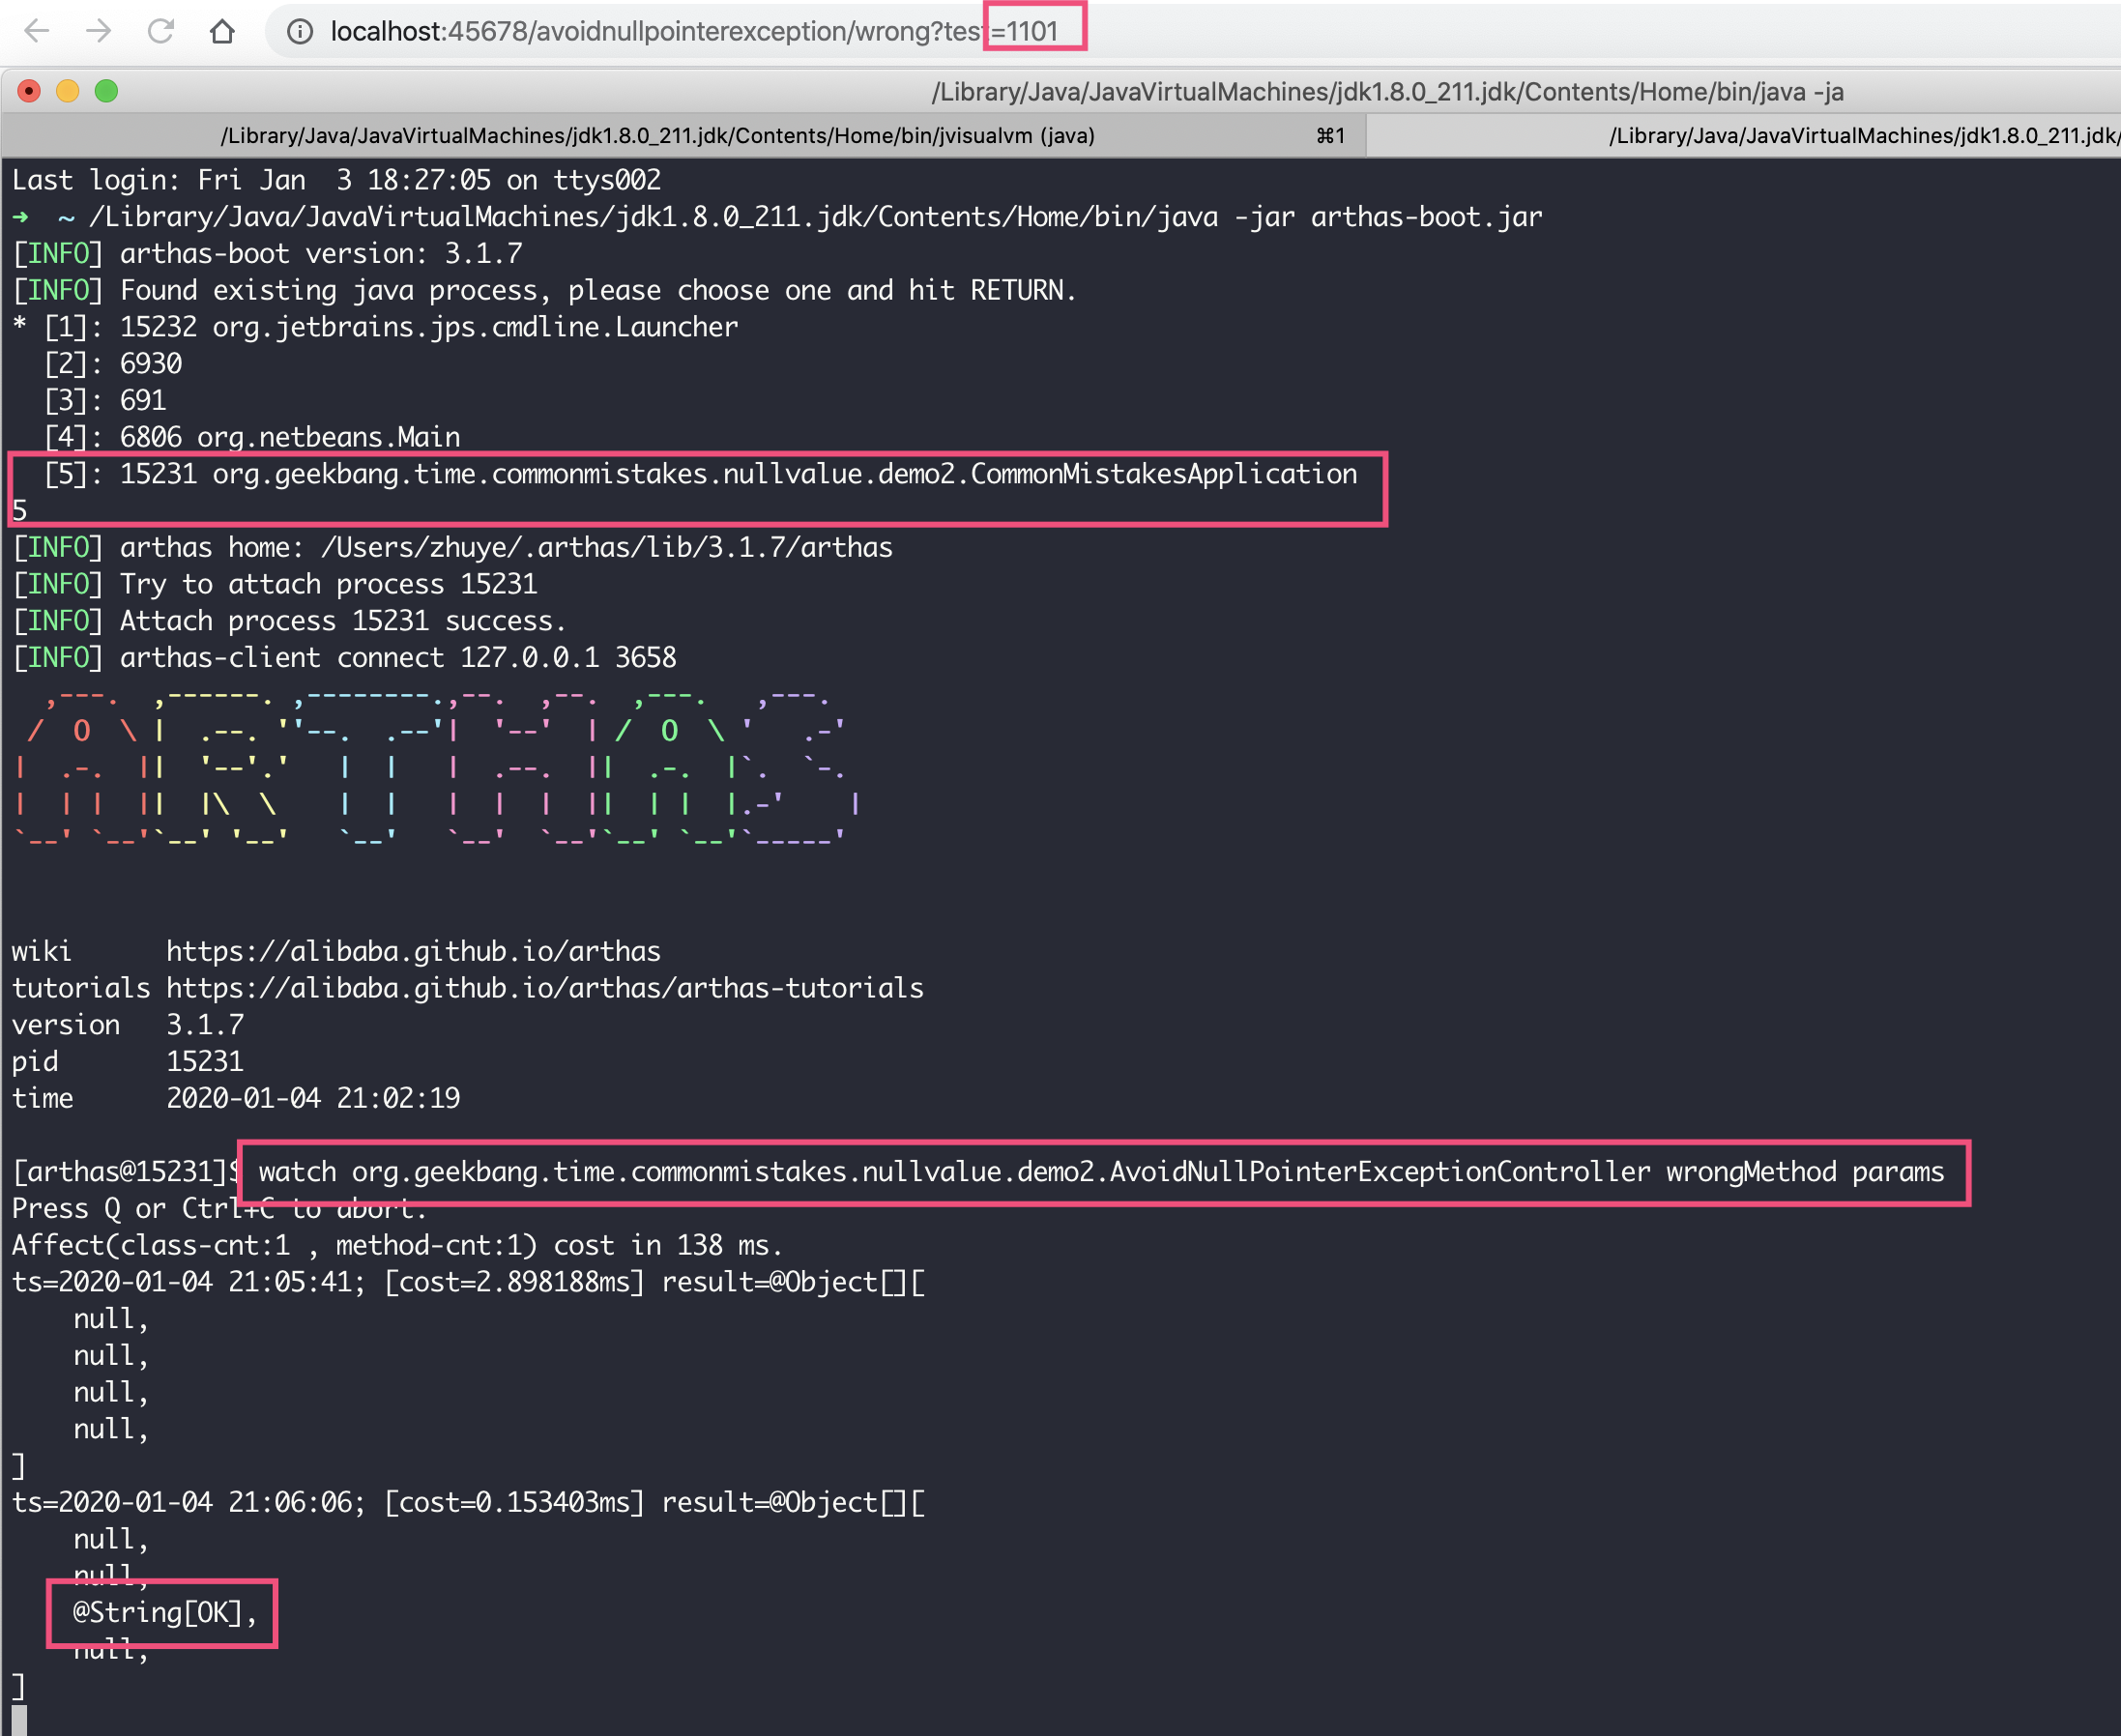 localhost:45678/avoidnullpointerexception/wrong?test=1101
/Library/Java/JavaVirtualMachines/jdk1.8.0_211.jdk/Contents/Home/bin/java -ja
/Library/Java/JavaVirtualMachines/jdk1.8.0_211.jdk/Contents/Home/bin/jvisualvm (java) ⌘1 /Library/Java/JavaVirtualMachines/jdk1.8.0_211.jdk/
Last login: Fri Jan  3 18:27:05 on ttys002
➜  ~ /Library/Java/JavaVirtualMachines/jdk1.8.0_211.jdk/Contents/Home/bin/java -jar arthas-boot.jar
[INFO] arthas-boot version: 3.1.7
[INFO] Found existing java process, please choose one and hit RETURN.
* [1]: 15232 org.jetbrains.jps.cmdline.Launcher
  [2]: 6930
  [3]: 691
  [4]: 6806 org.netbeans.Main
  [5]: 15231 org.geekbang.time.commonmistakes.nullvalue.demo2.CommonMistakesApplication
5
[INFO] arthas home: /Users/zhuye/.arthas/lib/3.1.7/arthas
[INFO] Try to attach process 15231
[INFO] Attach process 15231 success.
[INFO] arthas-client connect 127.0.0.1 3658
ARTHAS
wiki      https://alibaba.github.io/arthas
tutorials https://alibaba.github.io/arthas/arthas-tutorials
version   3.1.7
pid       15231
time      2020-01-04 21:02:19
[arthas@15231]$ watch org.geekbang.time.commonmistakes.nullvalue.demo2.AvoidNullPointerExceptionController wrongMethod params
Press Q or Ctrl+C to abort.
Affect(class-cnt:1 , method-cnt:1) cost in 138 ms.
ts=2020-01-04 21:05:41; [cost=2.898188ms] result=@Object[][
    null,
    null,
    null,
    null,
]
ts=2020-01-04 21:06:06; [cost=0.153403ms] result=@Object[][
    null,
    null,
    @String[OK],
    null,
]